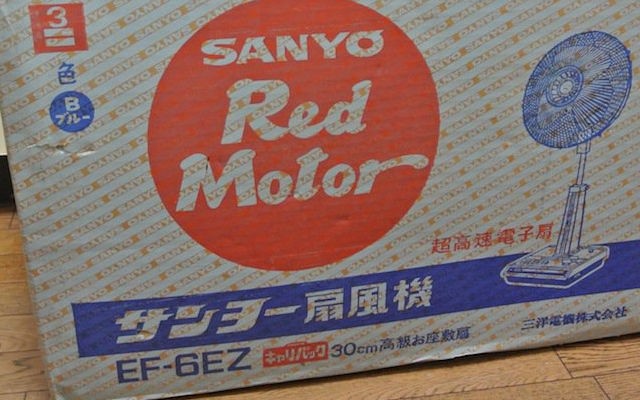 3
色
B
ブルー
SANYO
Red
Motor
超高速電子扇
サンヨー扇風機
EF-6EZ キャリパック 30cm高級お座敷扇
三洋電機株式会社